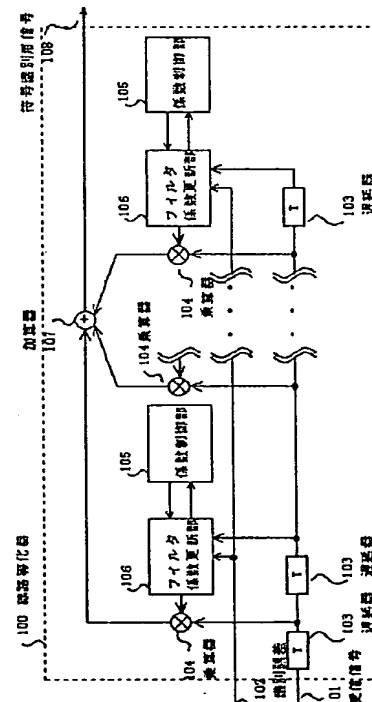 100 線路等化器
加算器
107
符号識別用信号
108
105
係数制御部
106
フィルタ
係数更新部
104
乗算器
104乗算器
104
乗算器
105
係数制御部
106
フィルタ
係数更新部
T
103
遅延器
T
103 遅延器
T
103
遅延器
102
識別誤差
01
受信信号